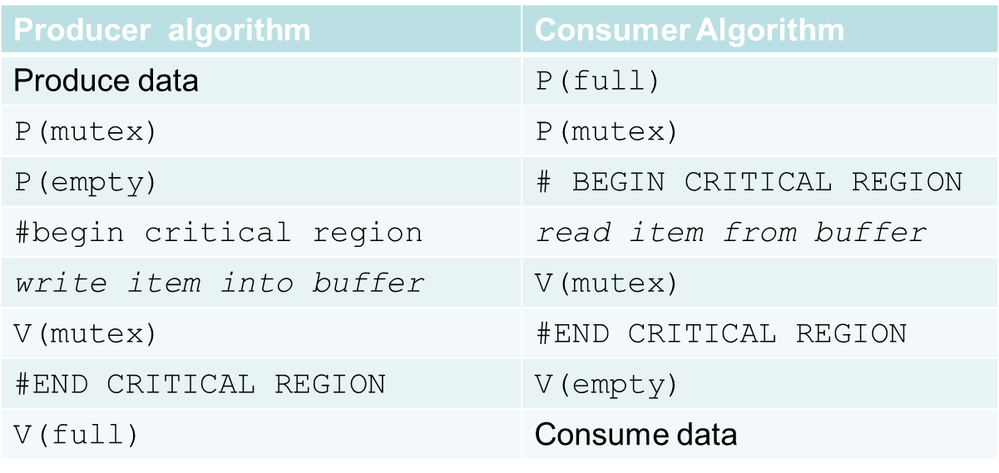 Producer  algorithm
Consumer Algorithm
Produce data
P(full)
P(mutex)
P(mutex)
P(empty)
# BEGIN CRITICAL REGION
#begin critical region
read item from buffer
write item into buffer
V(mutex)
V(mutex)
#END CRITICAL REGION
#END CRITICAL REGION
V(empty)
V(full)
Consume data